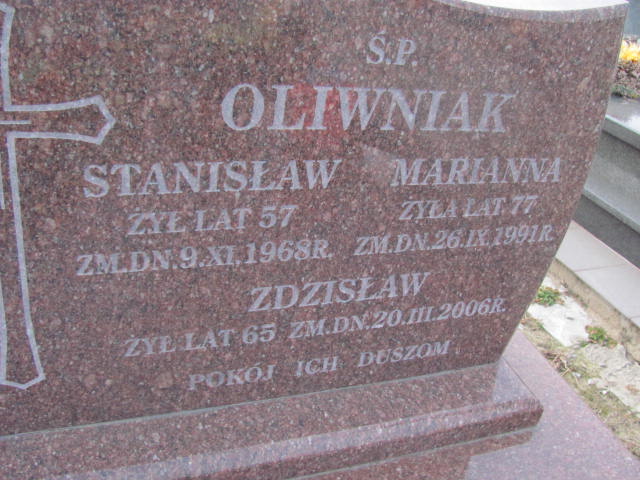 Ś.P.
OLIWNIAK
STANISŁAW MARIANNA
ŻYŁ LAT 57 ŻYŁA LAT 77
ZM.DN.9.XI.1968R. ZM.DN.26.IX.1991R
ZDZISŁAW
ŻYŁ LAT 65 ZM.DN.20.III.2006R.
POKÓJ ICH DUSZOM